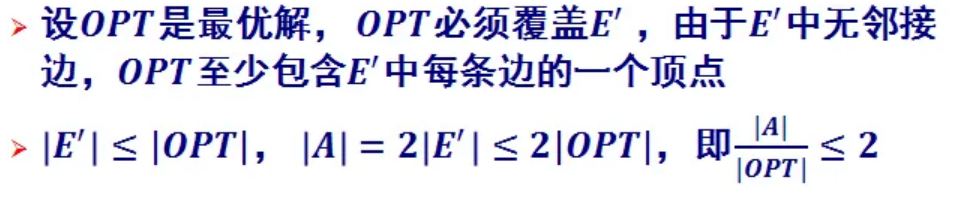 ➤ 设OPT是最优解，OPT必须覆盖E′，由于E′中无邻接
边，OPT至少包含E′中每条边的一个顶点
➤ |E′| ≤ |OPT|，|A| = 2|E′| ≤ 2|OPT|，即|A|/|OPT| ≤ 2